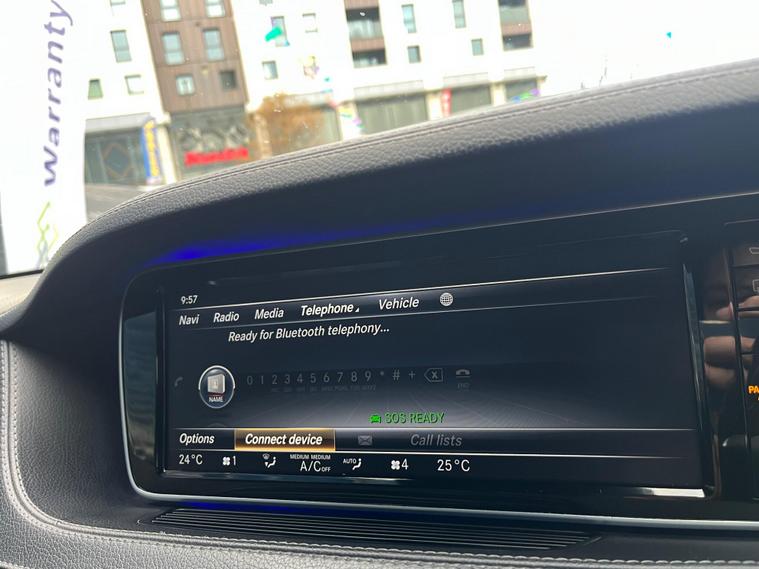 Warranty
9:57
Navi Radio Media Telephone Vehicle
Ready for Bluetooth telephony...
NAME
0 1 2 3 4 5 6 7 8 9 * # + END
SOS READY
Options Connect device Call lists
24°C 1 MEDIUM MEDIUM A/C OFF AUTO 4 25°C